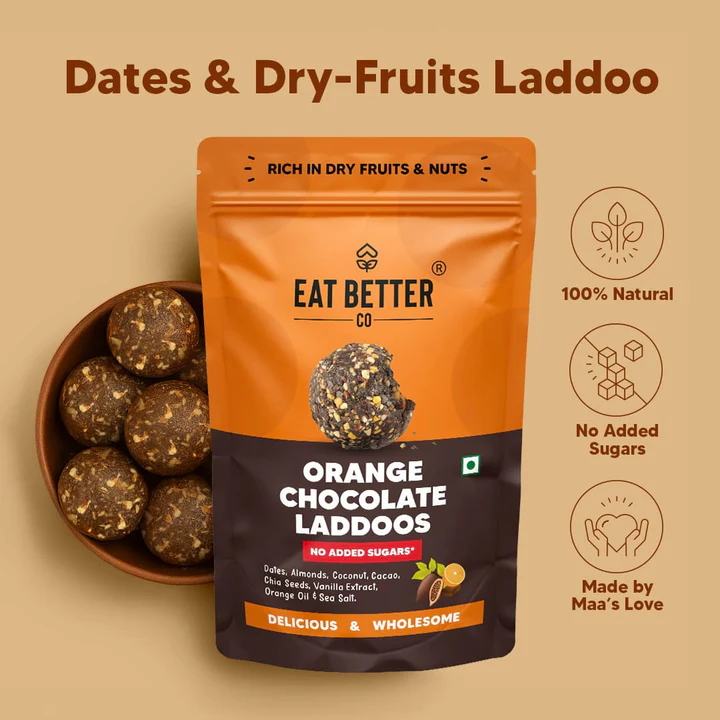 Dates & Dry-Fruits Laddoo
RICH IN DRY FRUITS & NUTS
®
EAT BETTER
CO
ORANGE
CHOCOLATE
LADDOOS
NO ADDED SUGARS*
Dates, Almonds, Coconut, Cacao,
Chia Seeds, Vanilla Extract,
Orange Oil & Sea Salt.
DELICIOUS & WHOLESOME
100% Natural
No Added
Sugars
Made by
Maa's Love